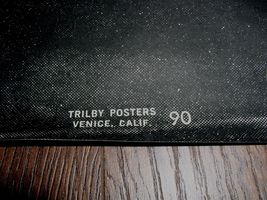 TRILBY POSTERS
VENICE, CALIF. 90